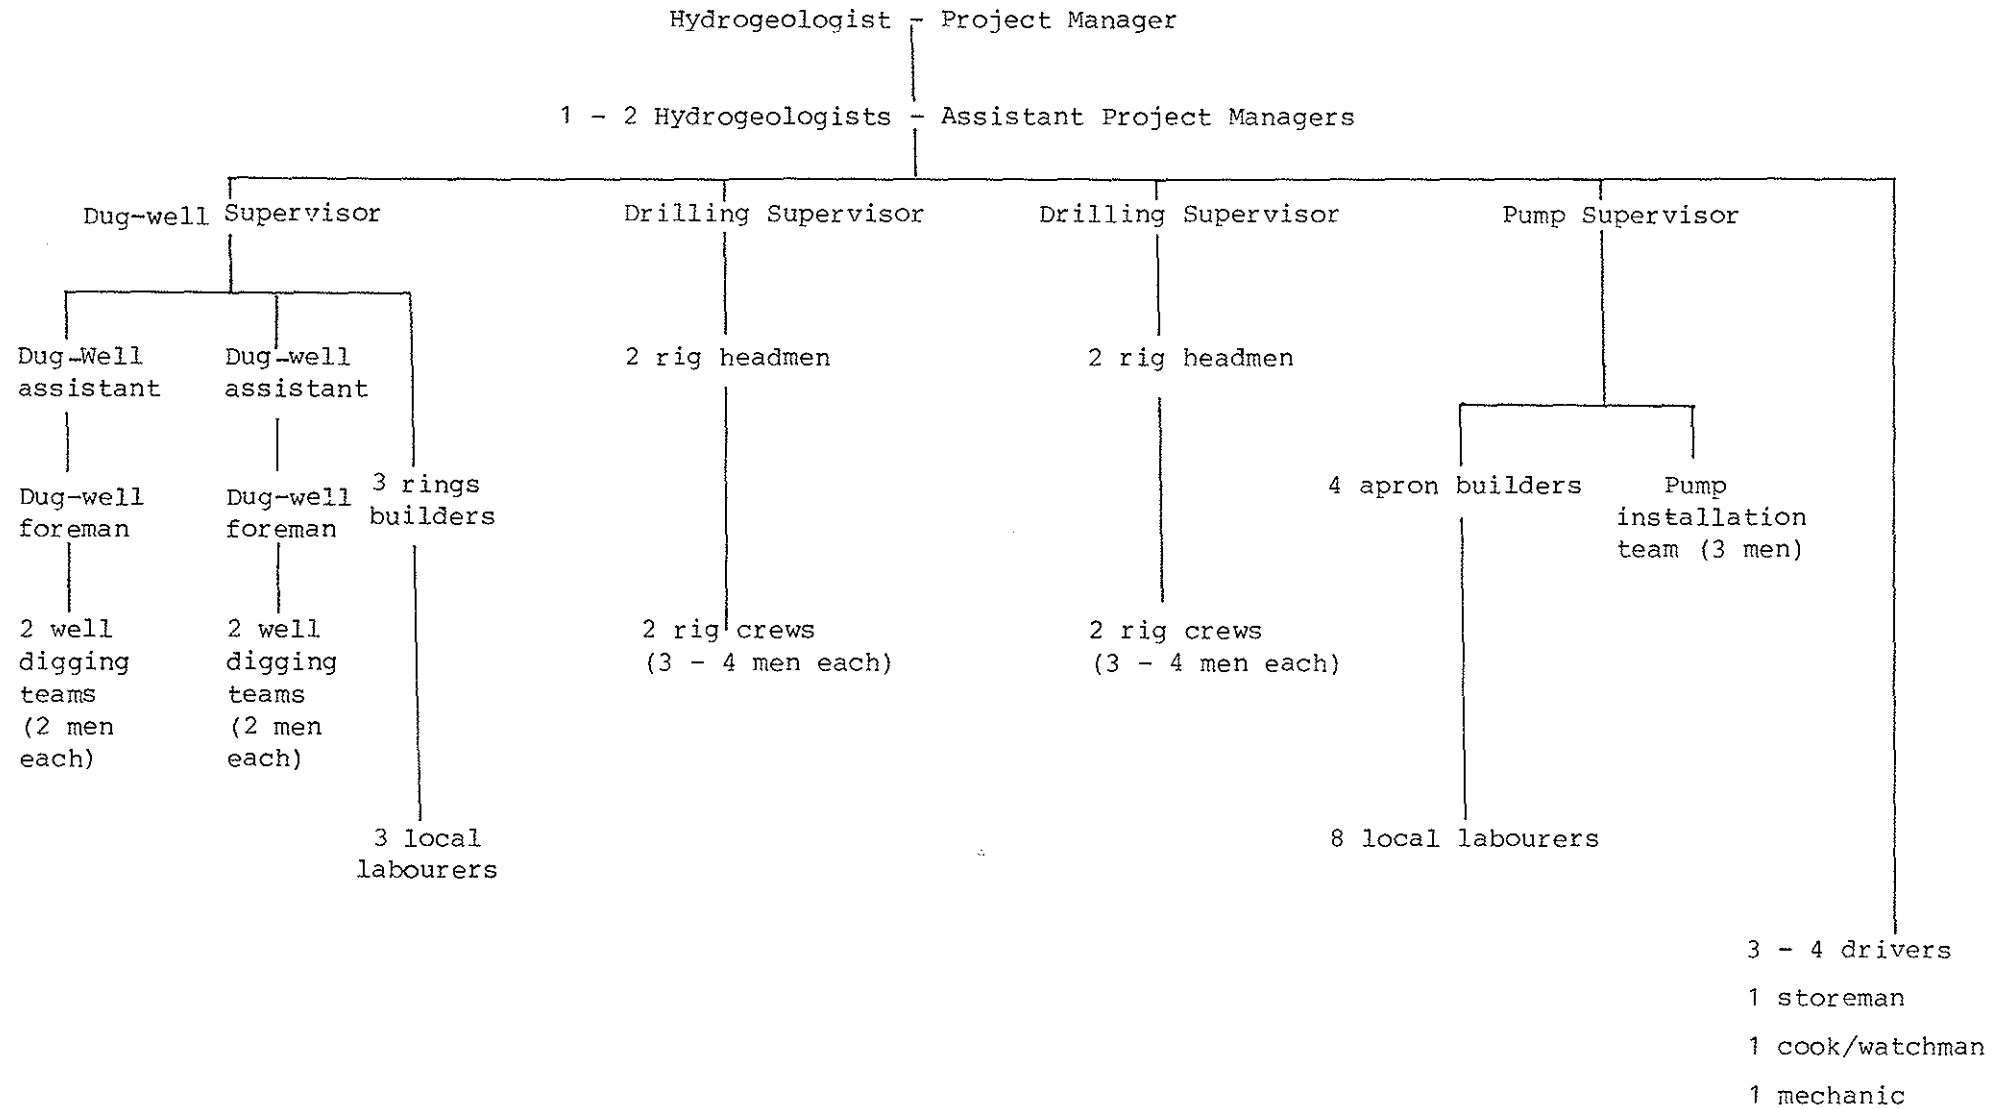 Hydrogeologist - Project Manager
1 - 2 Hydrogeologists - Assistant Project Managers
Dug-well Supervisor
Drilling Supervisor
Drilling Supervisor
Pump Supervisor
Dug-Well
assistant
Dug-well
assistant
2 rig headmen
2 rig headmen
Dug-well
foreman
Dug-well
foreman
3 rings
builders
4 apron builders
Pump
installation
team (3 men)
2 well
digging
teams
(2 men
each)
2 well
digging
teams
(2 men
each)
2 rig crews
(3 - 4 men each)
2 rig crews
(3 - 4 men each)
3 local
labourers
8 local labourers
3 - 4 drivers
1 storeman
1 cook/watchman
1 mechanic